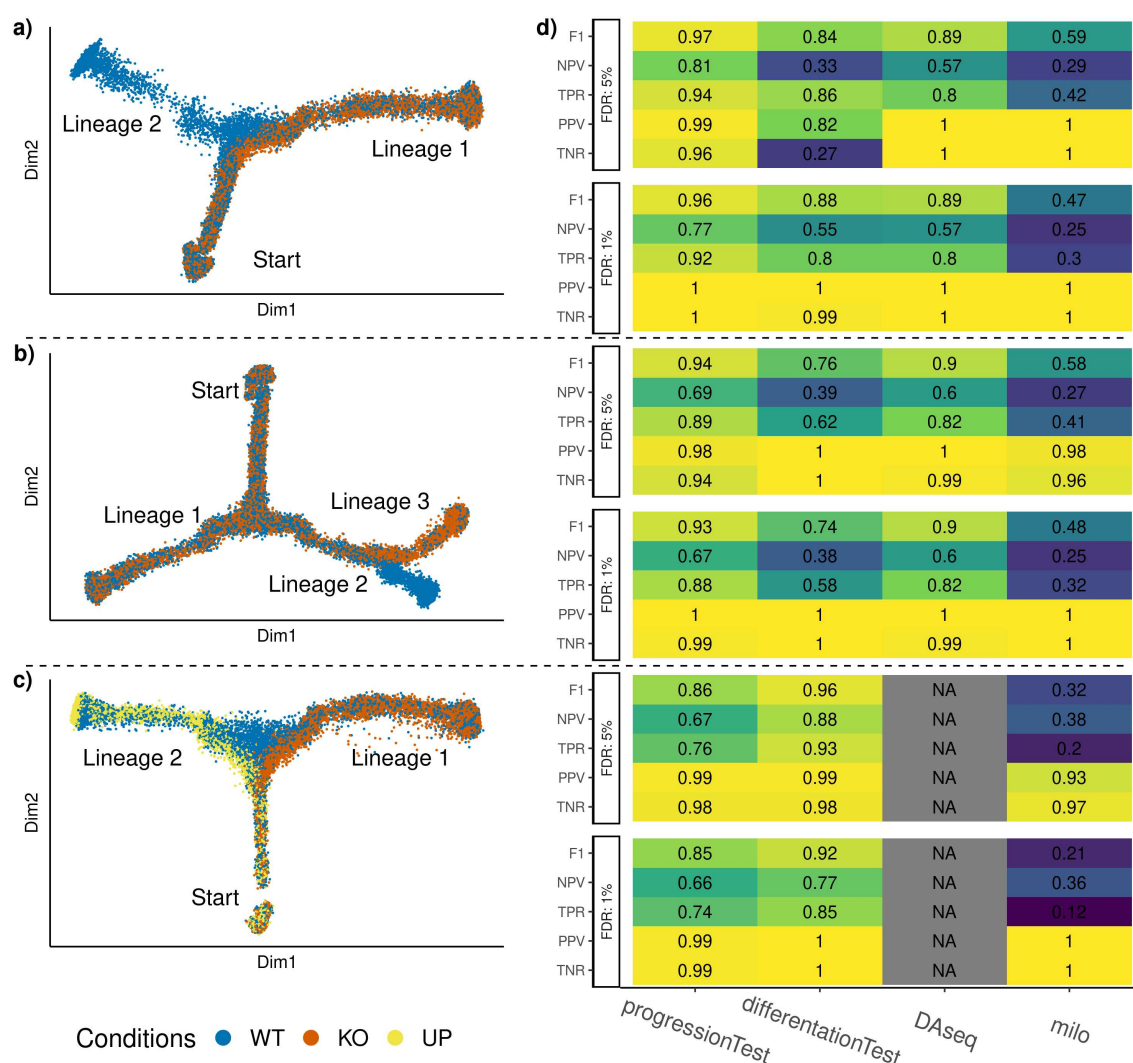 a)
Lineage 2
Lineage 1
Start
Dim2
Dim1
b)
Start
Lineage 1
Lineage 3
Lineage 2
Dim2
Dim1
c)
Lineage 2
Lineage 1
Start
Dim2
Dim1
Conditions WT KO UP
d)
FDR: 5%
F1 0.97 0.84 0.89 0.59
NPV 0.81 0.33 0.57 0.29
TPR 0.94 0.86 0.8 0.42
PPV 0.99 0.82 1 1
TNR 0.96 0.27 1 1
FDR: 1%
F1 0.96 0.88 0.89 0.47
NPV 0.77 0.55 0.57 0.25
TPR 0.92 0.8 0.8 0.3
PPV 1 1 1 1
TNR 1 0.99 1 1
FDR: 5%
F1 0.94 0.76 0.9 0.58
NPV 0.69 0.39 0.6 0.27
TPR 0.89 0.62 0.82 0.41
PPV 0.98 1 1 0.98
TNR 0.94 1 0.99 0.96
FDR: 1%
F1 0.93 0.74 0.9 0.48
NPV 0.67 0.38 0.6 0.25
TPR 0.88 0.58 0.82 0.32
PPV 1 1 1 1
TNR 0.99 1 0.99 1
FDR: 5%
F1 0.86 0.96 NA 0.32
NPV 0.67 0.88 NA 0.38
TPR 0.76 0.93 NA 0.2
PPV 0.99 0.99 NA 0.93
TNR 0.98 0.98 NA 0.97
FDR: 1%
F1 0.85 0.92 NA 0.21
NPV 0.66 0.77 NA 0.36
TPR 0.74 0.85 NA 0.12
PPV 0.99 1 NA 1
TNR 0.99 1 NA 1
progressionTest differentationTest DAseq milo